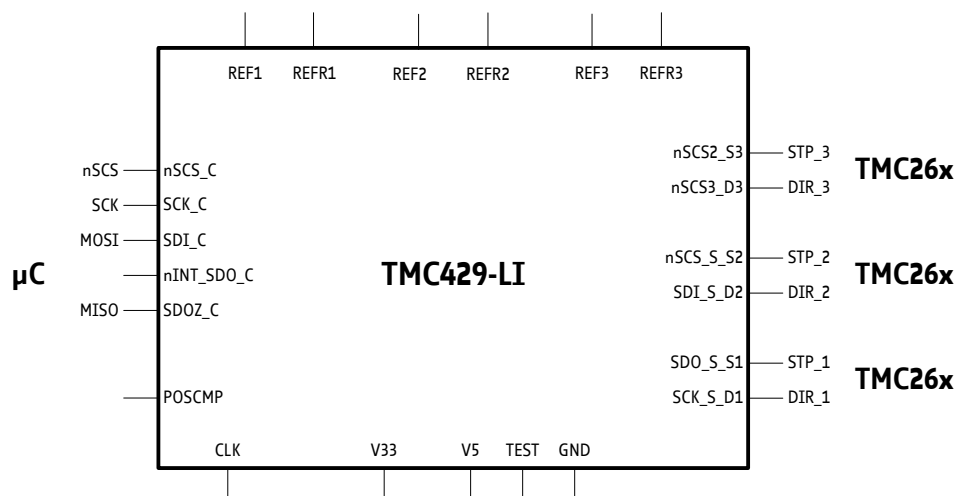 REF1 REFR1 REF2 REFR2 REF3 REFR3
nSCS2_S3 STP_3
TMC26x
nSCS nSCS_C
nSCS3_D3 DIR_3
SCK SCK_C
MOSI SDI_C
nSCS_S_S2 STP_2
µC nINT_SDO_C TMC429-LI TMC26x
SDI_S_D2 DIR_2
MISO SDOZ_C
SDO_S_S1 STP_1
TMC26x
POSCMP SCK_S_D1 DIR_1
CLK V33 V5 TEST GND